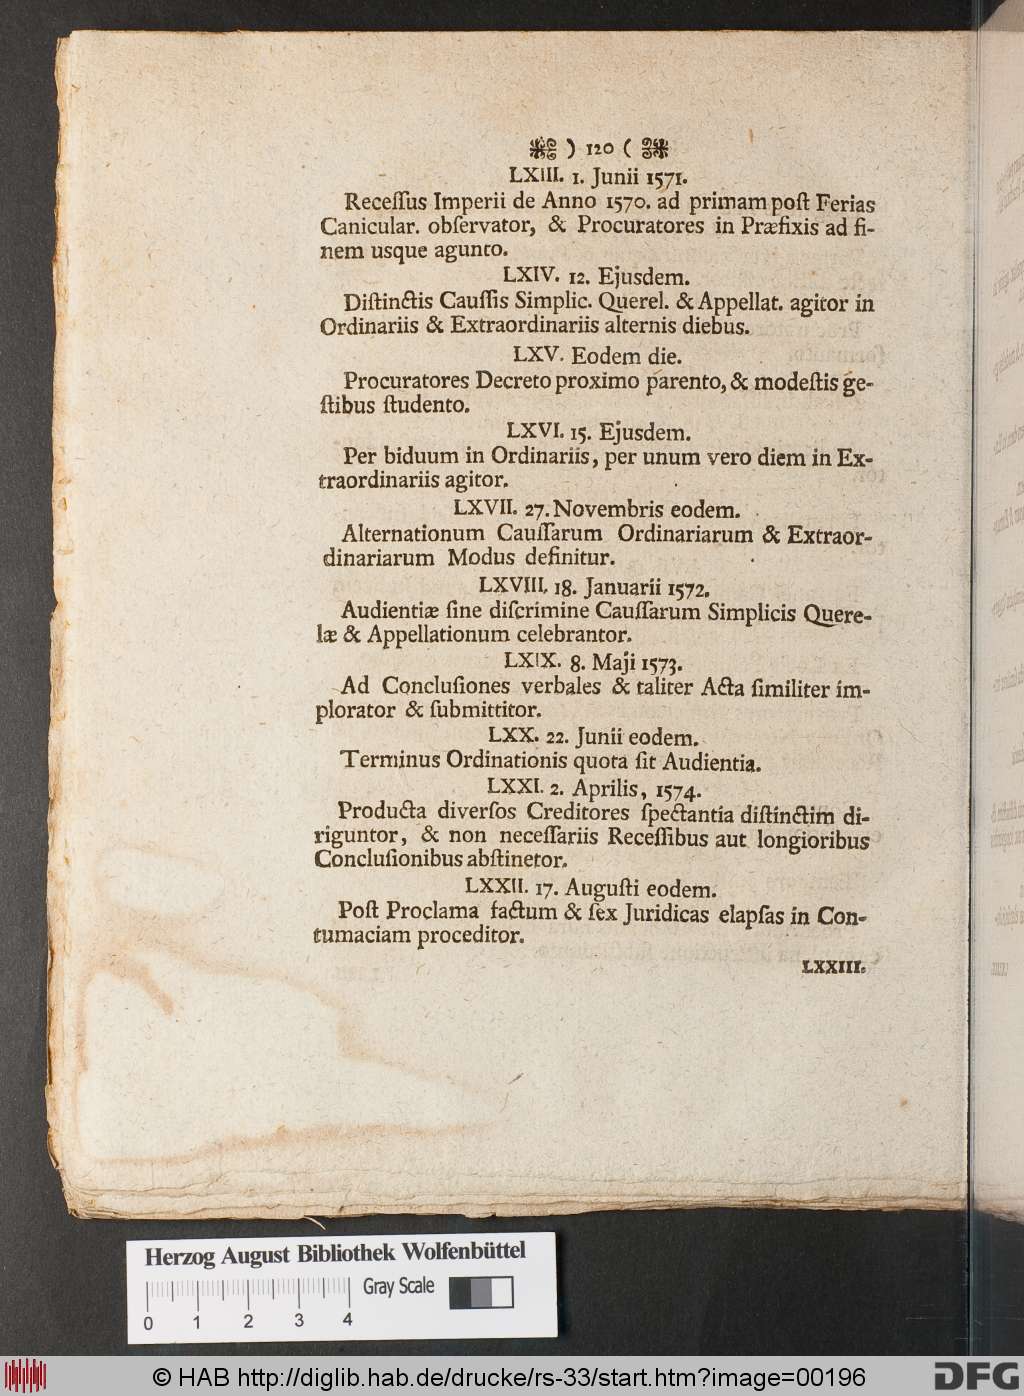 ) 120 (
LXIII. 1. Junii 1571.
Receſſus Imperii de Anno 1570. ad primam poſt Ferias
Canicular. obſervator, & Procuratores in Præfixis ad fi-
nem usque agunto.
LXIV. 12. Ejusdem.
Diſtinctis Cauſſis Simplic. Querel. & Appellat. agitor in
Ordinariis & Extraordinariis alternis diebus.
LXV. Eodem die.
Procuratores Decreto proximo parento, & modeſtis ge-
ſtibus ſtudento.
LXVI. 15. Ejusdem.
Per biduum in Ordinariis, per unum vero diem in Ex-
traordinariis agitor.
LXVII. 27. Novembris eodem.
Alternationum Cauſſarum Ordinariarum & Extraor-
dinariarum Modus definitur.
LXVIII. 18. Januarii 1572.
Audientiæ ſine diſcrimine Cauſſarum Simplicis Quere-
læ & Appellationum celebrantor.
LXIX. 8. Maji 1573.
Ad Concluſiones verbales & taliter Acta ſimiliter im-
plorator & ſubmittitor.
LXX. 22. Junii eodem.
Terminus Ordinationis quota ſit Audientia.
LXXI. 2. Aprilis, 1574.
Producta diverſos Creditores ſpectantia diſtinctim di-
riguntor, & non neceſſariis Receſſibus aut longioribus
Concluſionibus abſtinetor.
LXXII. 17. Auguſti eodem.
Poſt Proclama factum & ſex Juridicas elapſas in Con-
tumaciam proceditor.
LXXIII.
Herzog August Bibliothek Wolfenbüttel
Gray Scale
0 1 2 3 4
© HAB http://diglib.hab.de/drucke/rs-33/start.htm?image=00196
DFG